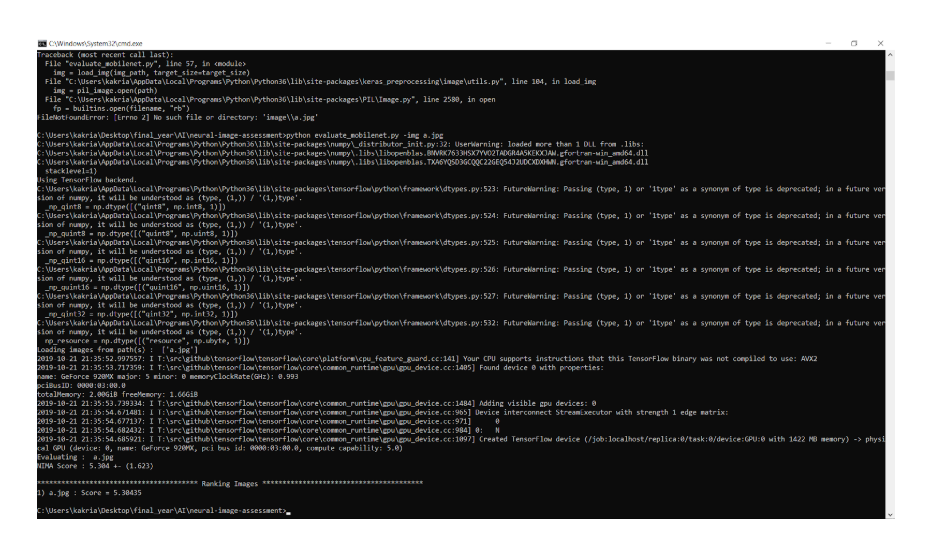 C:\Windows\System32\cmd.exe
Traceback (most recent call last):
File "evaluate_mobilenet.py", line 57, in <module>
img = load_img(img_path, target_size=target_size)
File "C:\Users\kakria\AppData\Local\Programs\Python\Python36\lib\site-packages\keras_preprocessing\image\utils.py", line 104, in load_img
img = pil_image.open(path)
File "C:\Users\kakria\AppData\Local\Programs\Python\Python36\lib\site-packages\PIL\Image.py", line 2580, in open
fp = builtins.open(filename, "rb")
FileNotFoundError: [Errno 2] No such file or directory: 'image\\a.jpg'
C:\Users\kakria\Desktop\final_year\AI\neural-image-assessment>python evaluate_mobilenet.py -img a.jpg
C:\Users\kakria\AppData\Local\Programs\Python\Python36\lib\site-packages\numpy\_distributor_init.py:32: UserWarning: loaded more than 1 DLL from .libs:
C:\Users\kakria\AppData\Local\Programs\Python\Python36\lib\site-packages\numpy\.libs\
C:\Users\kakria\AppData\Local\Programs\Python\Python36\lib\site-packages\numpy\.libs\
stacklevel=1)
Using TensorFlow backend.
C:\Users\kakria\AppData\Local\Programs\Python\Python36\lib\site-packages\tensorflow\python\framework\dtypes.py:523: FutureWarning: Passing (type, 1) or '1type' as a synonym of type is deprecated; in a future ver
sion of numpy, it will be understood as (type, (1,)) / '(1,)type'.
_np_qint8 = np.dtype([("qint8", np.int8, 1)])
C:\Users\kakria\AppData\Local\Programs\Python\Python36\lib\site-packages\tensorflow\python\framework\dtypes.py:524: FutureWarning: Passing (type, 1) or '1type' as a synonym of type is deprecated; in a future ver
sion of numpy, it will be understood as (type, (1,)) / '(1,)type'.
_np_quint8 = np.dtype([("quint8", np.uint8, 1)])
C:\Users\kakria\AppData\Local\Programs\Python\Python36\lib\site-packages\tensorflow\python\framework\dtypes.py:525: FutureWarning: Passing (type, 1) or '1type' as a synonym of type is deprecated; in a future ver
sion of numpy, it will be understood as (type, (1,)) / '(1,)type'.
_np_qint16 = np.dtype([("qint16", np.int16, 1)])
C:\Users\kakria\AppData\Local\Programs\Python\Python36\lib\site-packages\tensorflow\python\framework\dtypes.py:526: FutureWarning: Passing (type, 1) or '1type' as a synonym of type is deprecated; in a future ver
sion of numpy, it will be understood as (type, (1,)) / '(1,)type'.
_np_quint16 = np.dtype([("quint16", np.uint16, 1)])
C:\Users\kakria\AppData\Local\Programs\Python\Python36\lib\site-packages\tensorflow\python\framework\dtypes.py:527: FutureWarning: Passing (type, 1) or '1type' as a synonym of type is deprecated; in a future ver
sion of numpy, it will be understood as (type, (1,)) / '(1,)type'.
_np_qint32 = np.dtype([("qint32", np.int32, 1)])
C:\Users\kakria\AppData\Local\Programs\Python\Python36\lib\site-packages\tensorflow\python\framework\dtypes.py:532: FutureWarning: Passing (type, 1) or '1type' as a synonym of type is deprecated; in a future ver
sion of numpy, it will be understood as (type, (1,)) / '(1,)type'.
np_resource = np.dtype([("resource", np.ubyte, 1)])
Loading images from path(s) : ['a.jpg']
2019-10-21 21:35:52.997557: I T:\src\github\tensorflow\tensorflow\core\platform\cpu_feature_guard.cc:141] Your CPU supports instructions that this TensorFlow binary was not compiled to use: AVX2
2019-10-21 21:35:53.717359: I T:\src\github\tensorflow\tensorflow\core\common_runtime\gpu\gpu_device.cc:1405] Found device 0 with properties:
name: GeForce 920MX major: 5 minor: 0 memoryClockRate(GHz): 0.993
pciBusID: 0000:03:00.0
totalMemory: 2.00GiB freeMemory: 1.66GiB
2019-10-21 21:35:53.739334: I T:\src\github\tensorflow\tensorflow\core\common_runtime\gpu\gpu_device.cc:1484] Adding visible gpu devices: 0
2019-10-21 21:35:54.671481: I T:\src\github\tensorflow\tensorflow\core\common_runtime\gpu\gpu_device.cc:965] Device interconnect StreamExecutor with strength 1 edge matrix:
2019-10-21 21:35:54.677137: I T:\src\github\tensorflow\tensorflow\core\common_runtime\gpu\gpu_device.cc:971] 0
2019-10-21 21:35:54.682432: I T:\src\github\tensorflow\tensorflow\core\common_runtime\gpu\gpu_device.cc:984] 0: N
2019-10-21 21:35:54.685921: I T:\src\github\tensorflow\tensorflow\core\common_runtime\gpu\gpu_device.cc:1097] Created TensorFlow device (/job:localhost/replica:0/task:0/device:GPU:0 with 1422 MB memory) -> physi
cal GPU (device: 0, name: GeForce 920MX, pci bus id: 0000:03:00.0, compute capability: 5.0)
Evaluating : a.jpg
NIMA Score : 5.304 +- (1.623)
**************************************** Ranking Images ****************************************
1) a.jpg : Score = 5.30435
C:\Users\kakria\Desktop\final_year\AI\neural-image-assessment>